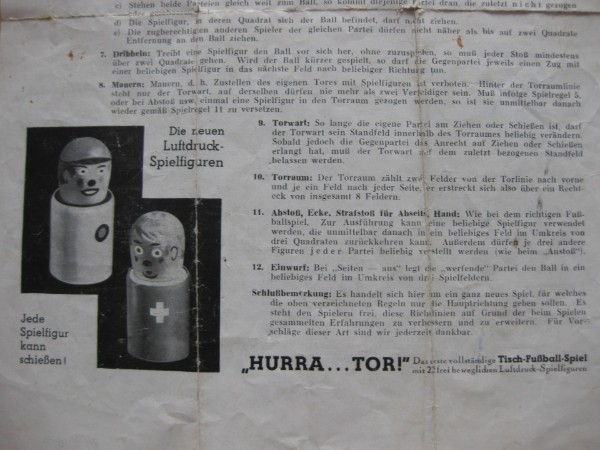 c) Stehen beide Parteien gleich weit zum Ball, so kommt diejenige Partei dran, die zuletzt nicht gezogen
d) Die Spielfigur, in deren Quadrat sich der Ball befindet, darf nicht ziehen.
e) Die zugberechtigten anderen Spieler der gleichen Partei dürfen nicht näher als bis auf zwei Quadrate
Entfernung an den Ball ziehen.
7. Dribbeln: Treibt eine Spielfigur den Ball vor sich her, ohne zuzuspielen, so muß jeder Stoß mindestens
über zwei Quadrate gehen. Wird der Ball kürzer gespielt, so darf die Gegenpartei jeweils einen Zug mit
einer beliebigen Spielfigur in das nächste Feld nach beliebiger Richtung tun.
8. Mauern: Mauern, d. h. Zustellen des eigenen Tores mit Spielfiguren ist verboten. Hinter der Torraumlinie
steht nur der Torwart, auf derselben dürfen nie mehr als zwei Verteidiger sein. Muß infolge Spielregel 5,
oder bei Abstoß usw. einmal eine Spielfigur in den Torraum gezogen werden, so ist sie unmittelbar danach
wieder gemäß Spielregel 11 zu versetzen.
Die neuen
Luftdruck-
Spielfiguren
Jede
Spielfigur
kann
schießen!
9. Torwart: So lange die eigene Partei am Ziehen oder Schießen ist, darf
der Torwart sein Standfeld innerhalb des Torraumes beliebig verändern.
Sobald jedoch die Gegenpartei das Anrecht auf Ziehen oder Schießen
erlangt hat, muß der Torwart auf dem zuletzt bezogenen Standfeld
belassen werden.
10. Torraum: Der Torraum zählt zwei Felder von der Torlinie nach vorne
und je ein Feld nach jeder Seite, er erstreckt sich also über ein Recht-
eck von insgesamt 8 Feldern.
11. Abstoß, Ecke, Strafstoß für Abseits, Hand: Wie bei dem richtigen Fuß-
ballspiel. Zur Ausführung kann eine beliebige Spielfigur verwendet
werden, die unmittelbar danach in ein beliebiges Feld im Umkreis von
drei Quadraten zurückkehren kann. Außerdem dürfen je drei andere
Figuren jeder Partei beliebig verstellt werden (wie beim „Anstoß“).
12. Einwurf: Bei „Seiten — aus“ legt die „werfende“ Partei den Ball in ein
beliebiges Feld im Umkreis von drei Spielfeldern.
Schlußbemerkung: Es handelt sich hier um ein ganz neues Spiel, für welches
die oben verzeichneten Regeln nur die Hauptrichtung geben sollen. Es
steht den Spielern frei, diese Richtlinien auf Grund der beim Spielen
gesammelten Erfahrungen zu verbessern und zu erweitern. Für Vor-
schläge dieser Art sind wir jederzeit dankbar.
„HURRA...TOR!“ Das erste vollständige Tisch-Fußball-Spiel
mit 22 frei beweglichen Luftdruck-Spielfiguren